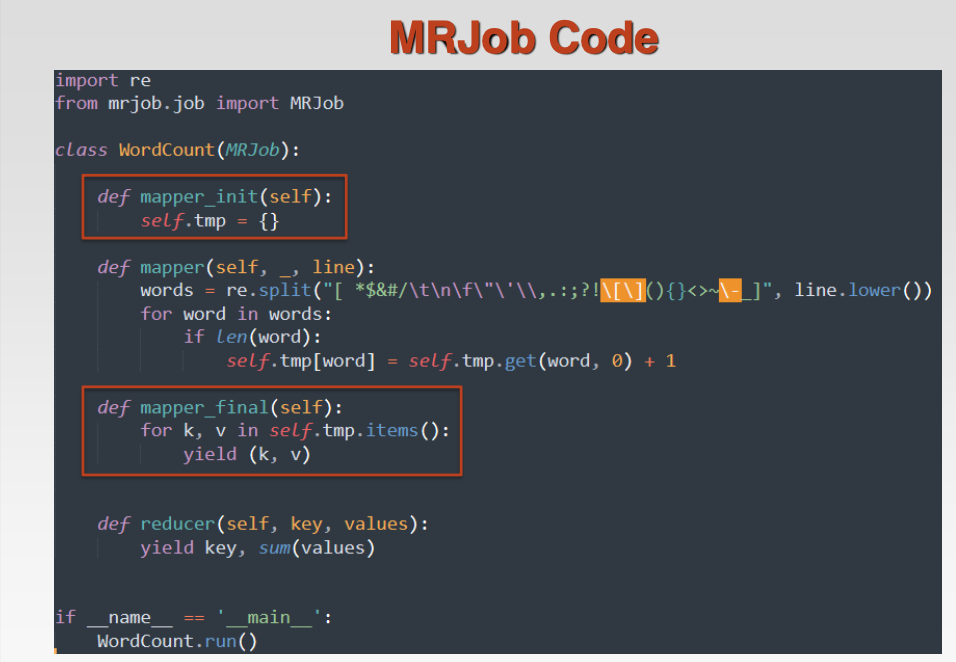 MRJob Code
import re
from mrjob.job import MRJob
class WordCount(MRJob):
def mapper_init(self):
self.tmp = {}
def mapper(self, _, line):
words = re.split("[ *$&#/\t\n\f\"\'\\,.:;?!\[\](){}<>~\-_]", line.lower())
for word in words:
if len(word):
self.tmp[word] = self.tmp.get(word, 0) + 1
def mapper_final(self):
for k, v in self.tmp.items():
yield (k, v)
def reducer(self, key, values):
yield key, sum(values)
if __name__ == '__main__':
WordCount.run()